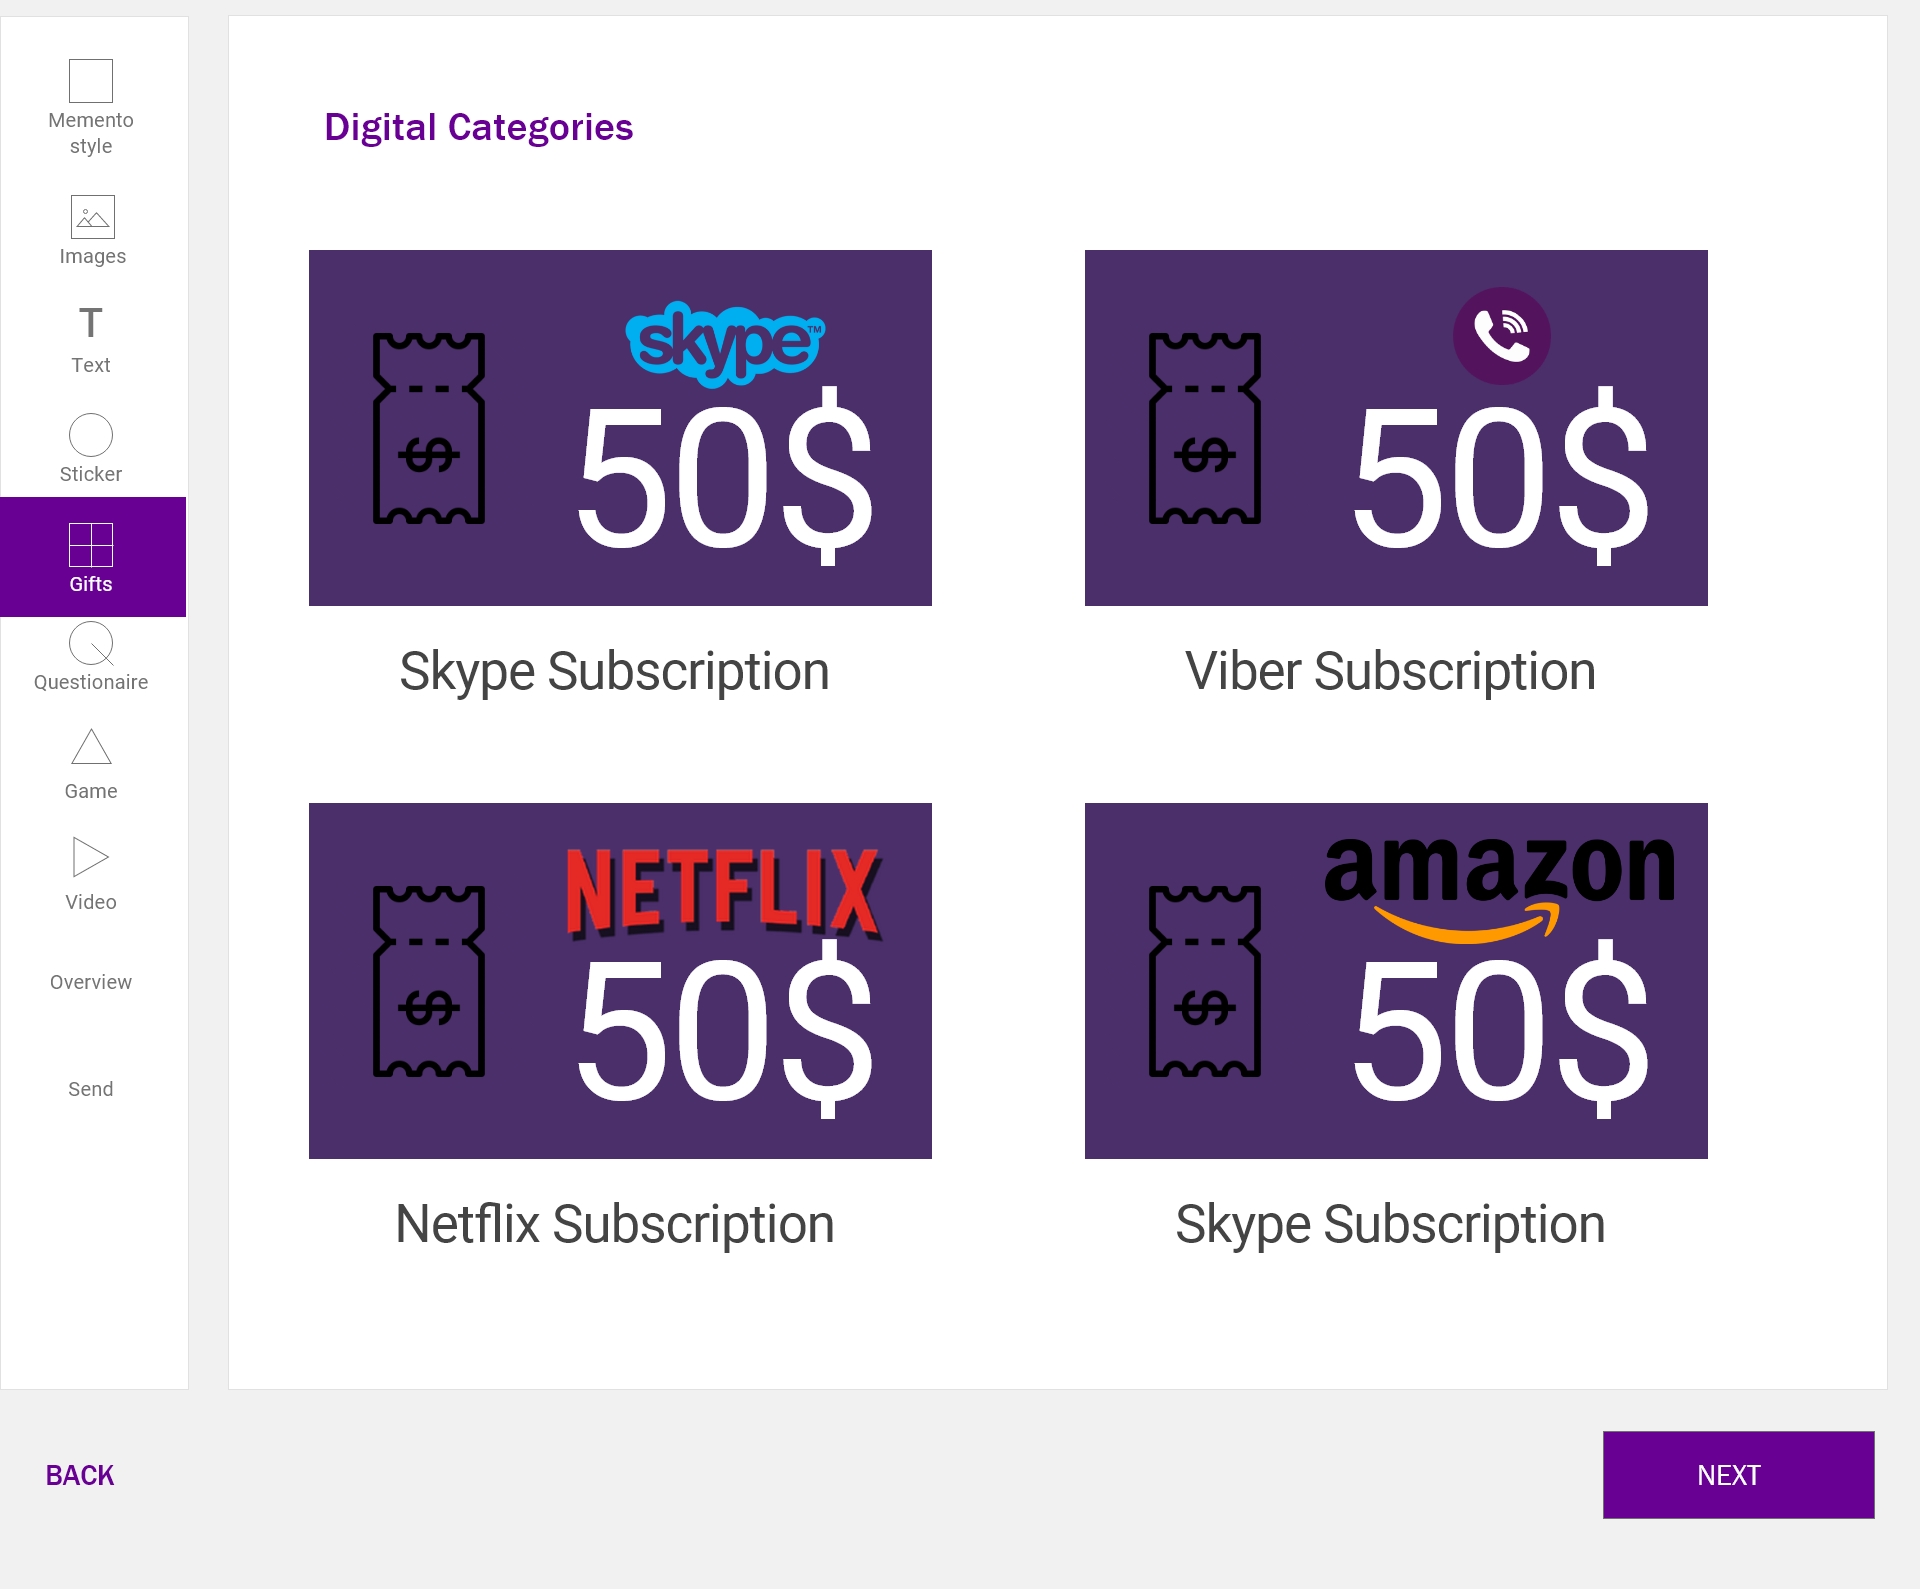 Memento
style
Images
T
Text
Sticker
Gifts
Questionaire
Game
Video
Overview
Send
Digital Categories
skype™
50$
$
Skype Subscription
50$
$
Viber Subscription
NETFLIX
50$
$
Netflix Subscription
amazon
50$
$
Skype Subscription
BACK
NEXT